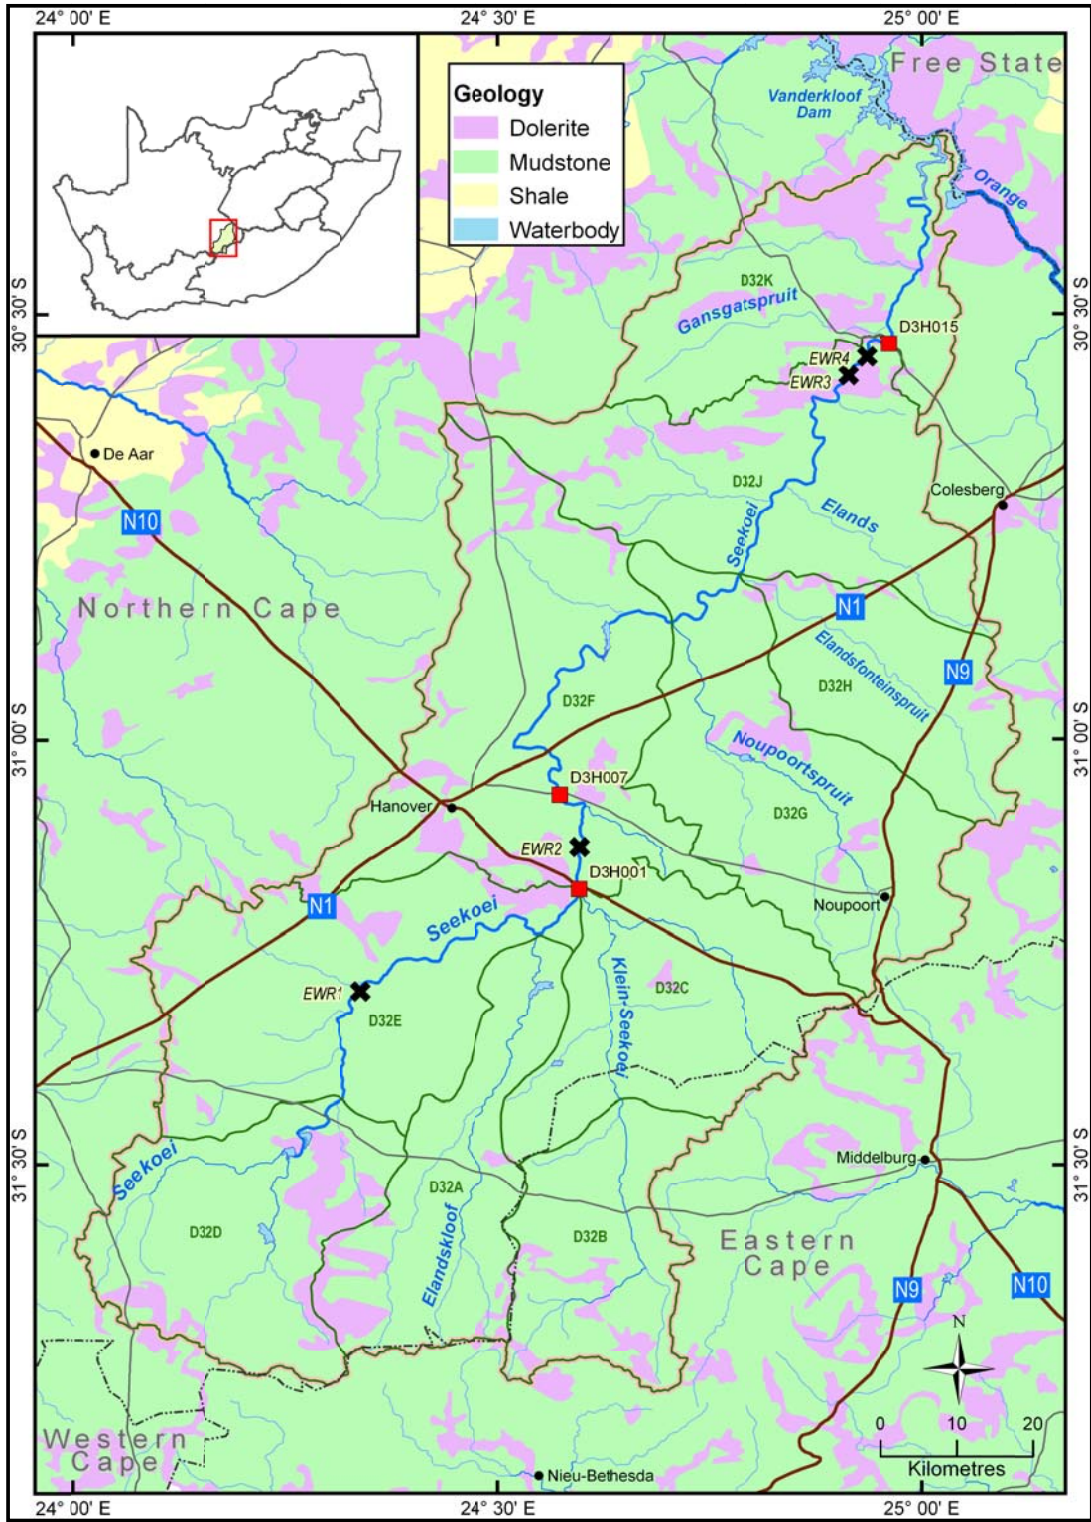 24° 00' E
24° 30' E
25° 00' E
Free State
Geology
Dolerite
Mudstone
Shale
Waterbody
Vanderkloof
Dam
Orange
30° 30' S
30° 30' S
D32K
Gansgatspruit
D3H015
EWR4
EWR3
De Aar
D32J
Colesberg
N10
Seekoei
Elands
Northern Cape
N1
Elandsfonteinspruit
N9
D32H
D32F
31° 00' S
31° 00' S
Noupoortspruit
D3H007
Hanover
D32G
EWR2
D3H001
N1
Noupoort
Seekoei
Klein-Seekoei
D32C
EWR1
D32E
31° 30' S
31° 30' S
Seekoei
Middelburg
D32A
D32D
Elandskloof
D32B
Eastern
Cape
N9
N10
N
Western
Cape
0 10 20
Kilometres
Nieu-Bethesda
24° 00' E
24° 30' E
25° 00' E